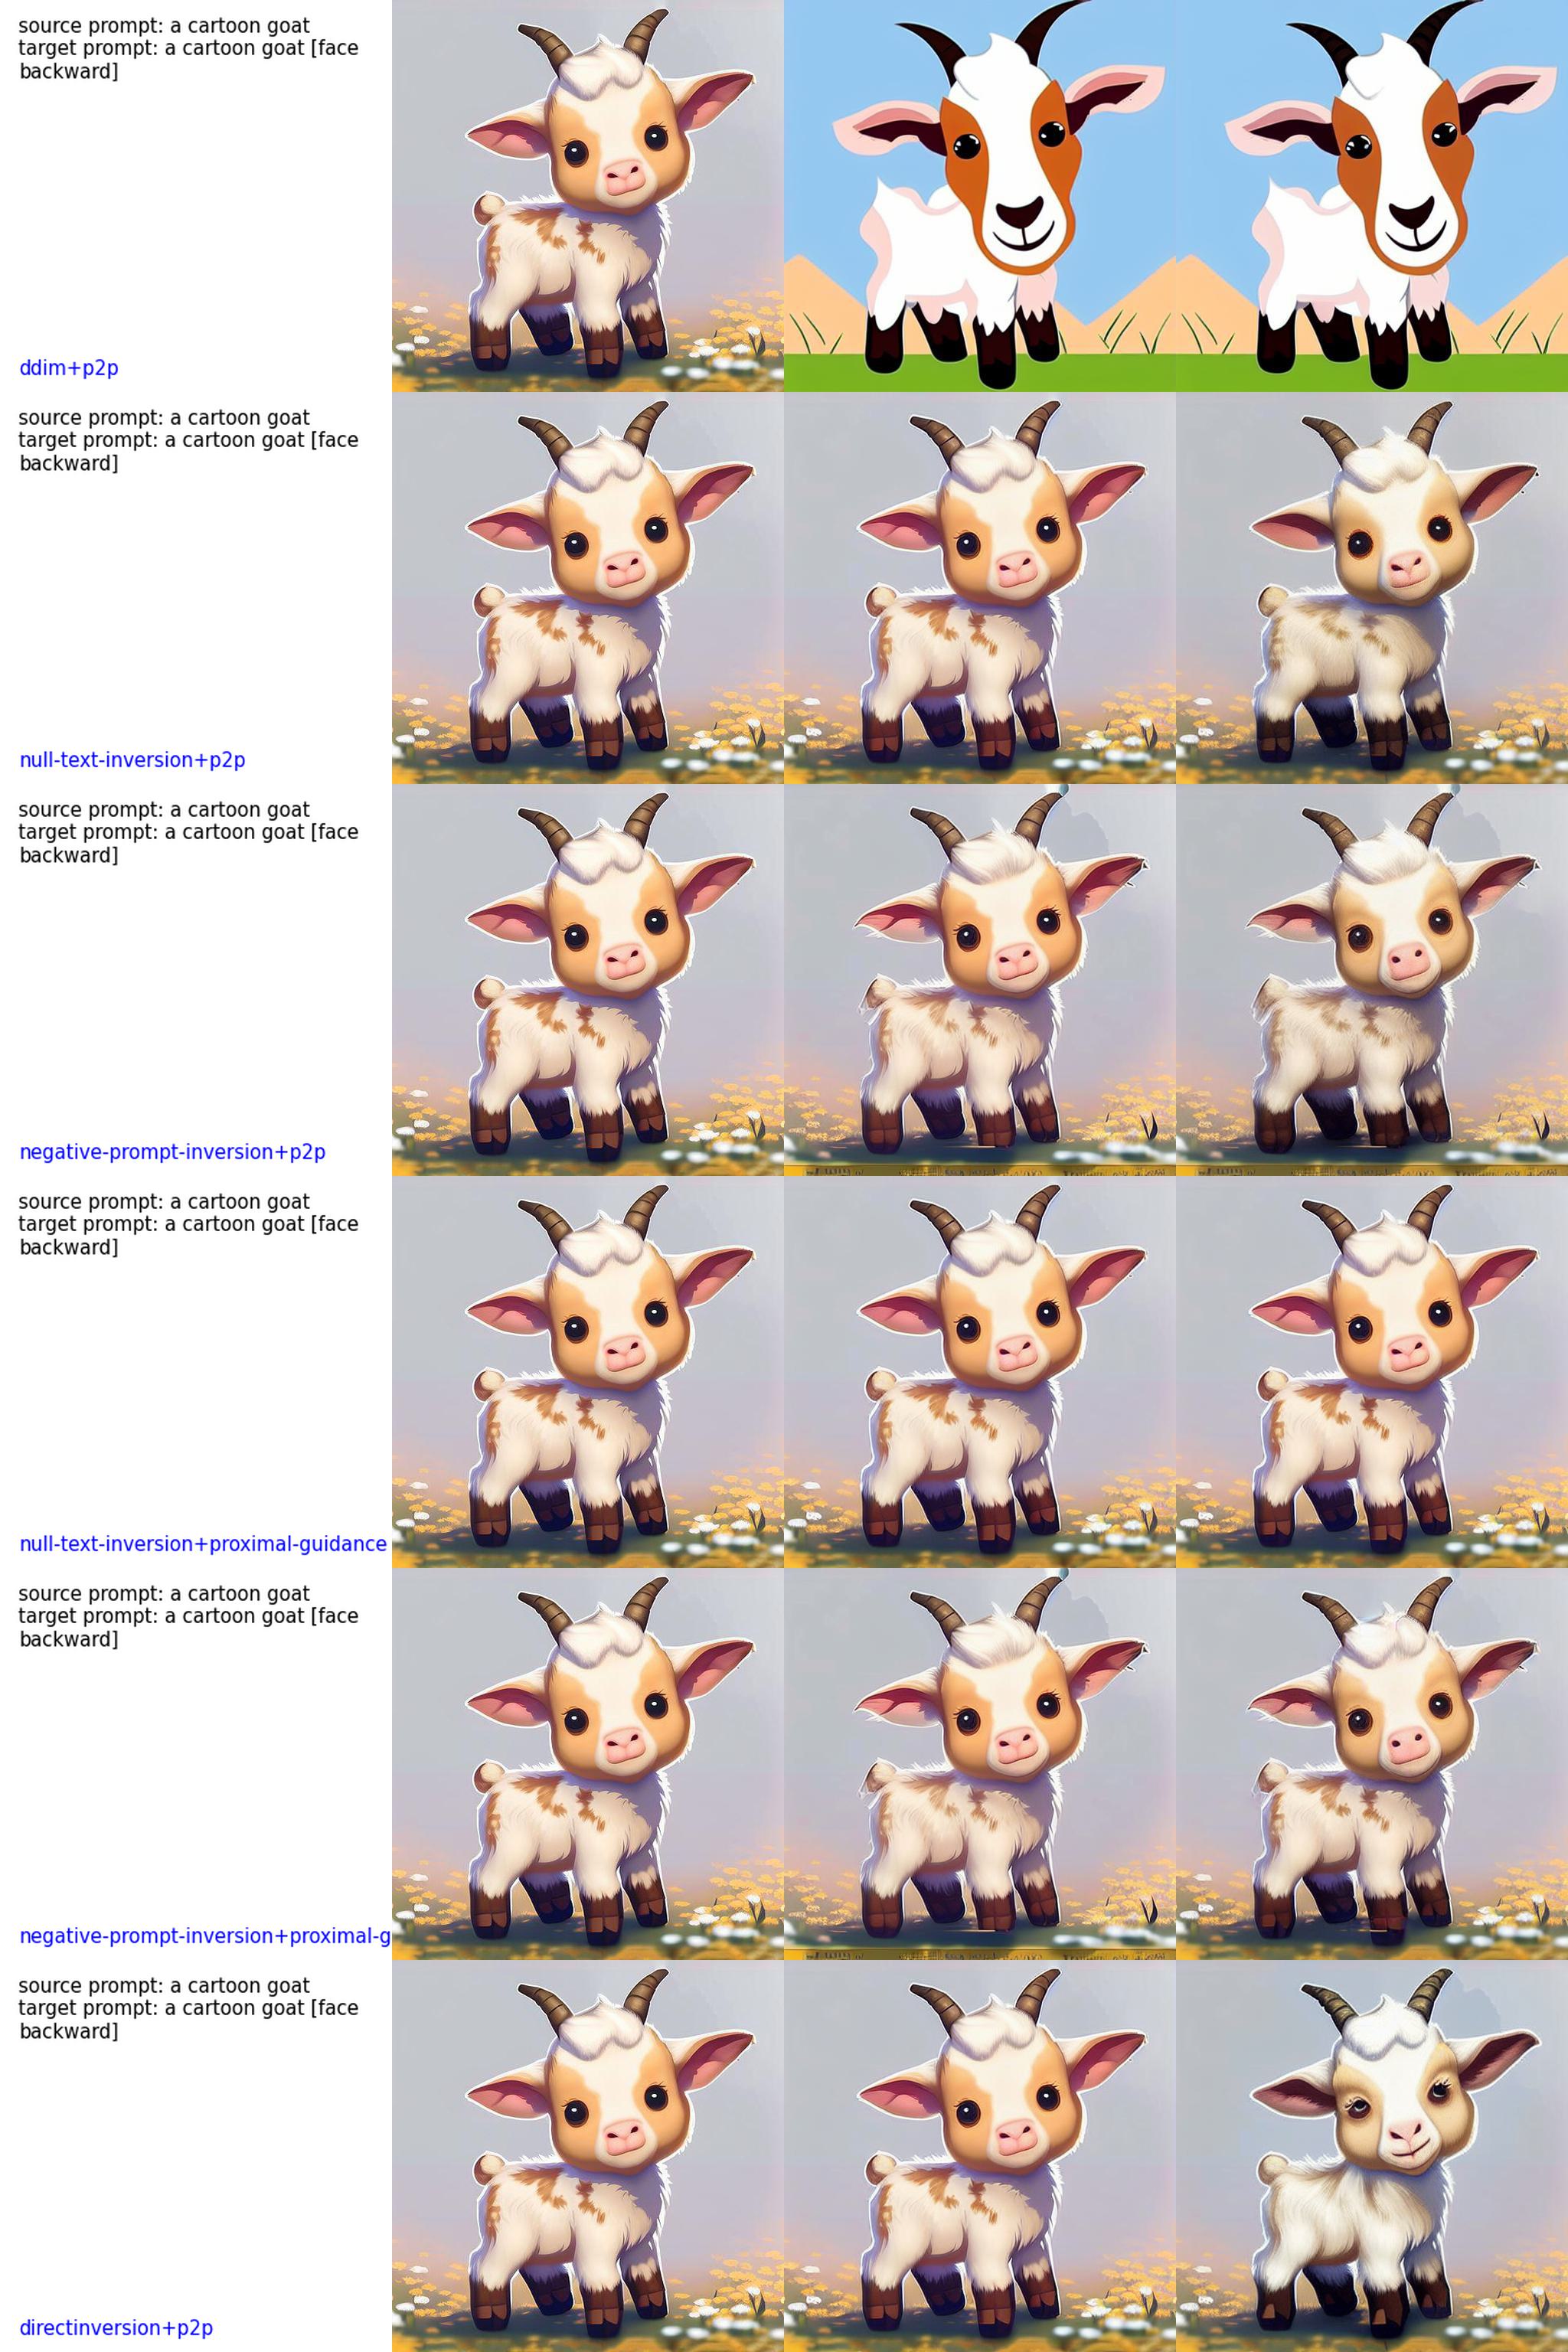 source prompt: a cartoon goat
target prompt: a cartoon goat [face
backward]
ddim+p2p
source prompt: a cartoon goat
target prompt: a cartoon goat [face
backward]
null-text-inversion+p2p
source prompt: a cartoon goat
target prompt: a cartoon goat [face
backward]
negative-prompt-inversion+p2p
source prompt: a cartoon goat
target prompt: a cartoon goat [face
backward]
null-text-inversion+proximal-guidance
source prompt: a cartoon goat
target prompt: a cartoon goat [face
backward]
negative-prompt-inversion+proximal-g
source prompt: a cartoon goat
target prompt: a cartoon goat [face
backward]
directinversion+p2p